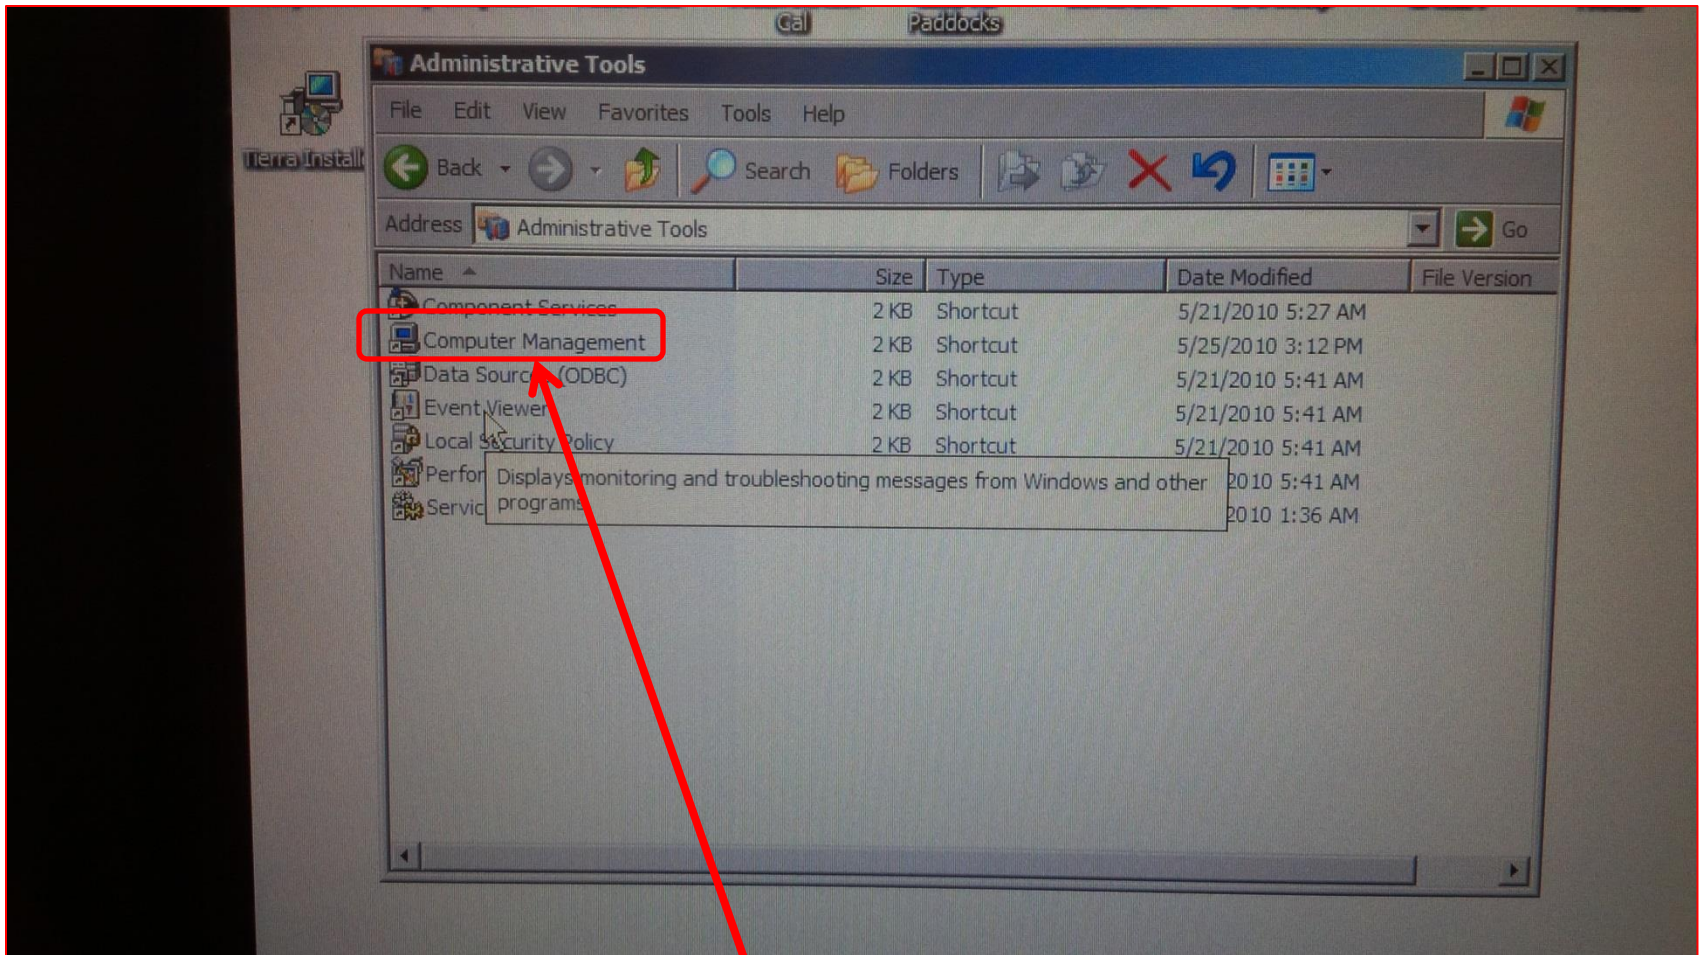 Cal
Paddocks
Administrative Tools
File Edit View Favorites Tools Help
Tierra Install
Back Search Folders
Address Administrative Tools Go
Name Size Type Date Modified File Version
Component Services 2 KB Shortcut 5/21/2010 5:27 AM
Computer Management 2 KB Shortcut 5/25/2010 3:12 PM
Data Sources (ODBC) 2 KB Shortcut 5/21/2010 5:41 AM
Event Viewer 2 KB Shortcut 5/21/2010 5:41 AM
Local Security Policy 2 KB Shortcut 5/21/2010 5:41 AM
Perfor 2010 5:41 AM
Servic 2010 1:36 AM
Displays monitoring and troubleshooting messages from Windows and other
programs